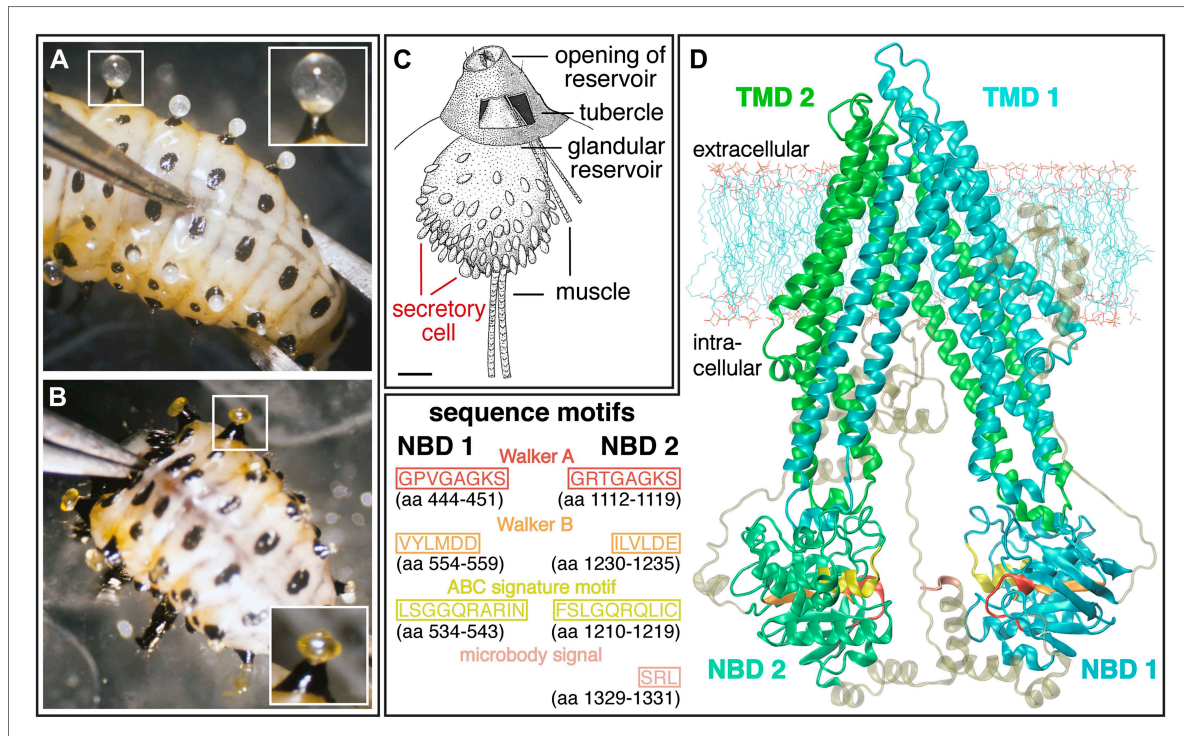 A
B
C
opening of
reservoir
tubercle
glandular
reservoir
secretory
cell
muscle
sequence motifs
NBD 1 NBD 2
Walker A
GPVGAGKS GRTGAGKS
(aa 444-451) (aa 1112-1119)
Walker B
VYLMDD ILVLDE
(aa 554-559) (aa 1230-1235)
ABC signature motif
LSGGQRARIN FSLGQRQLIC
(aa 534-543) (aa 1210-1219)
microbody signal
SRL
(aa 1329-1331)
D
TMD 2 TMD 1
extracellular
intra-
cellular
NBD 2 NBD 1